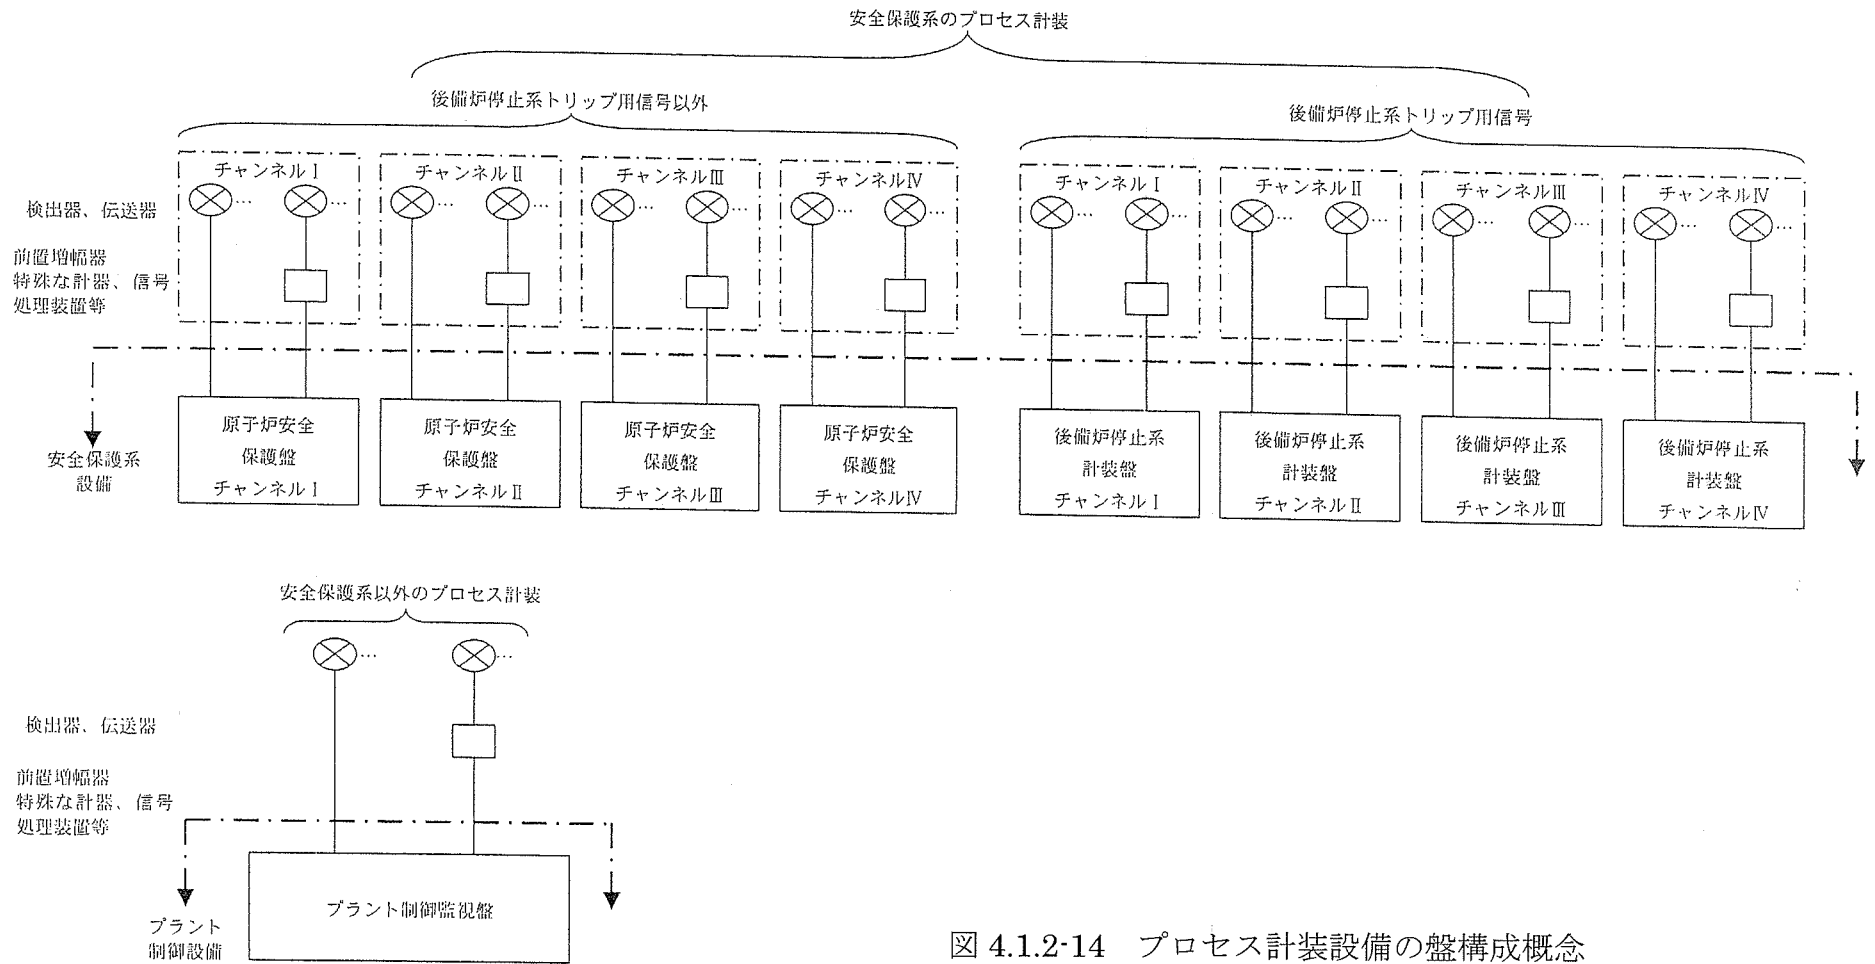 安全保護系のプロセス計装
後備炉停止系トリップ用信号以外
後備炉停止系トリップ用信号
チャンネルⅠ
チャンネルⅡ
チャンネルⅢ
チャンネルⅣ
チャンネルⅠ
チャンネルⅡ
チャンネルⅢ
チャンネルⅣ
検出器、伝送器
前置増幅器
特殊な計器、信号
処理装置等
安全保護系
設備
原子炉安全
保護盤
チャンネルⅠ
原子炉安全
保護盤
チャンネルⅡ
原子炉安全
保護盤
チャンネルⅢ
原子炉安全
保護盤
チャンネルⅣ
後備炉停止系
計装盤
チャンネルⅠ
後備炉停止系
計装盤
チャンネルⅡ
後備炉停止系
計装盤
チャンネルⅢ
後備炉停止系
計装盤
チャンネルⅣ
安全保護系以外のプロセス計装
検出器、伝送器
前置増幅器
特殊な計器、信号
処理装置等
プラント
制御設備
プラント制御監視盤
図 4.1.2-14 プロセス計装設備の盤構成概念